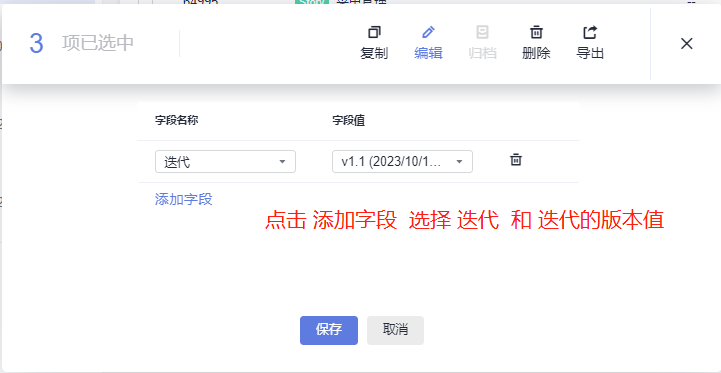 64995 Story
3 项已选中
复制 编辑 归档 删除 导出
字段名称 字段值
迭代 v1.1 (2023/10/1...
添加字段
点击 添加字段 选择 迭代 和 迭代的版本值
保存 取消